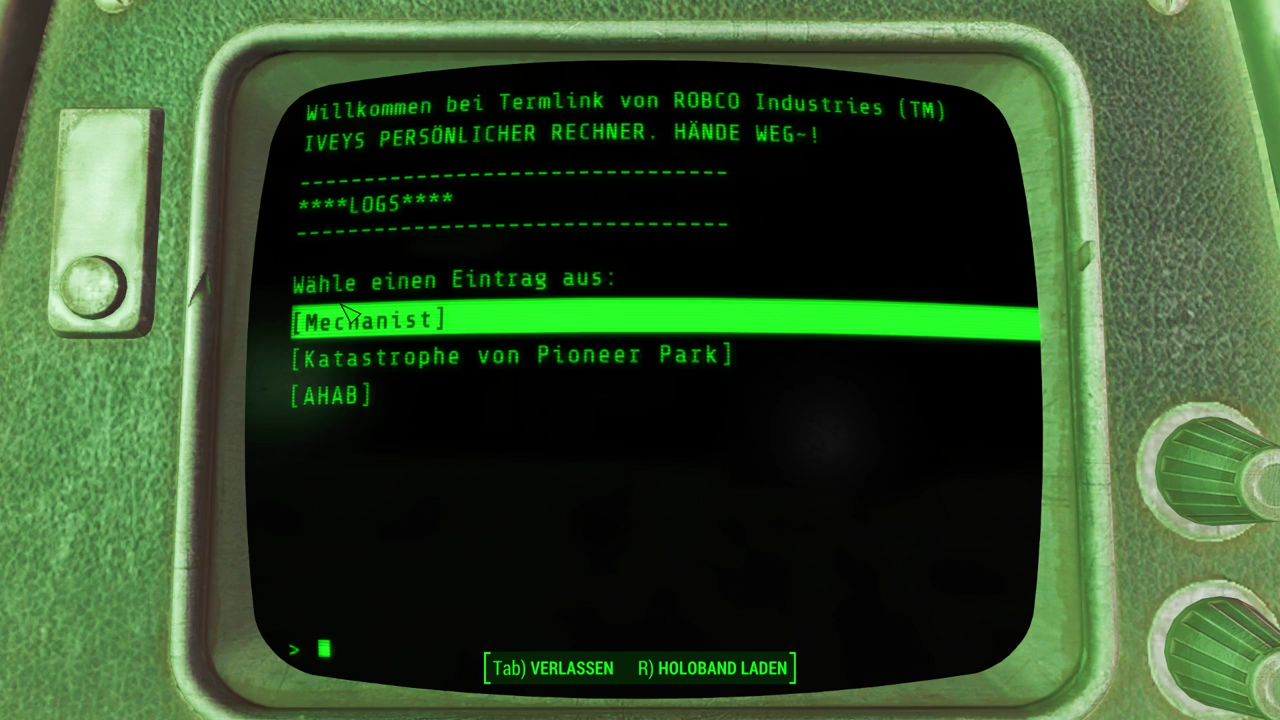 Willkommen bei Termlink von ROBCO Industries (TM)
IVEYS PERSÖNLICHER RECHNER. HÄNDE WEG~!
---------------------------------
****LOGS****
---------------------------------
Wähle einen Eintrag aus:
[Mechanist]
[Katastrophe von Pioneer Park]
[AHAB]
>
Tab) VERLASSEN R) HOLOBAND LADEN